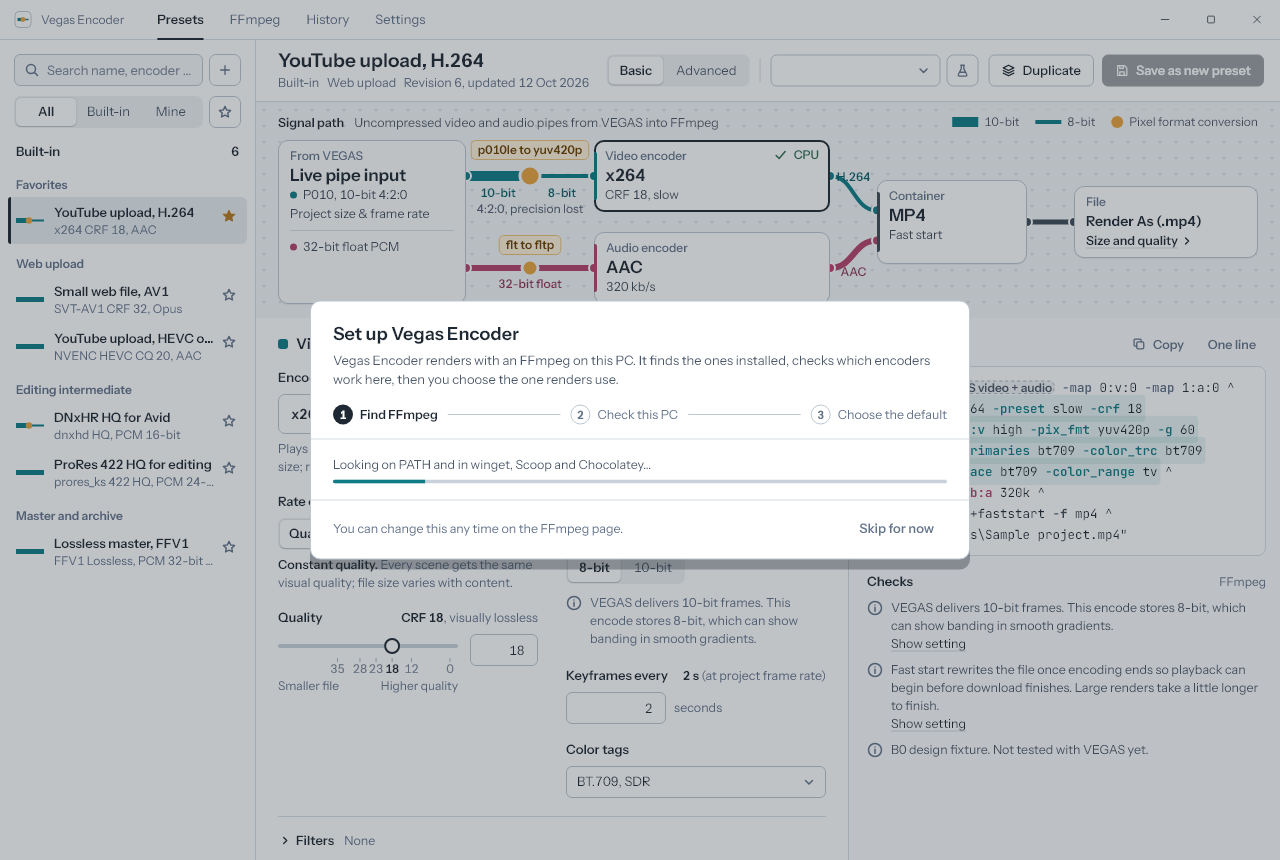 Vegas Encoder
Presets
FFmpeg
History
Settings
Search name, encoder ...
All
Built-in
Mine
Built-in
6
Favorites
YouTube upload, H.264
x264 CRF 18, AAC
Web upload
Small web file, AV1
SVT-AV1 CRF 32, Opus
YouTube upload, HEVC o...
NVENC HEVC CQ 20, AAC
Editing intermediate
DNxHR HQ for Avid
dnxhd HQ, PCM 16-bit
ProRes 422 HQ for editing
prores_ks 422 HQ, PCM 24-...
Master and archive
Lossless master, FFV1
FFV1 Lossless, PCM 32-bit ...
YouTube upload, H.264
Built-in Web upload Revision 6, updated 12 Oct 2026
Basic
Advanced
Duplicate
Save as new preset
Signal path Uncompressed video and audio pipes from VEGAS into FFmpeg
10-bit
8-bit
Pixel format conversion
From VEGAS
Live pipe input
P010, 10-bit 4:2:0
Project size & frame rate
32-bit float PCM
p010le to yuv420p
10-bit
8-bit
4:2:0, precision lost
flt to fltp
32-bit float
Video encoder
CPU
x264
CRF 18, slow
Audio encoder
AAC
320 kb/s
H.264
AAC
Container
MP4
Fast start
File
Render As (.mp4)
Size and quality
Set up Vegas Encoder
Vegas Encoder renders with an FFmpeg on this PC. It finds the ones installed, checks which encoders
work here, then you choose the one renders use.
1 Find FFmpeg
2 Check this PC
3 Choose the default
Looking on PATH and in winget, Scoop and Chocolatey...
You can change this any time on the FFmpeg page.
Skip for now
Vi
Enco
x26
Plays
size; r
Rate
Qua
Constant quality. Every scene gets the same
visual quality; file size varies with content.
Quality
CRF 18, visually lossless
18
35 28 23 18 12 0
Smaller file
Higher quality
8-bit
10-bit
VEGAS delivers 10-bit frames. This
encode stores 8-bit, which can show
banding in smooth gradients.
Keyframes every
2 s (at project frame rate)
2
seconds
Color tags
BT.709, SDR
Filters None
Copy
One line
S video + audio -map 0:v:0 -map 1:a:0 ^
64 -preset slow -crf 18
:v high -pix_fmt yuv420p -g 60
rimaries bt709 -color_trc bt709
ace bt709 -color_range tv ^
b:a 320k ^
+faststart -f mp4 ^
s\Sample project.mp4"
Checks
FFmpeg
VEGAS delivers 10-bit frames. This encode stores 8-bit, which
can show banding in smooth gradients.
Show setting
Fast start rewrites the file once encoding ends so playback can
begin before download finishes. Large renders take a little longer
to finish.
Show setting
B0 design fixture. Not tested with VEGAS yet.